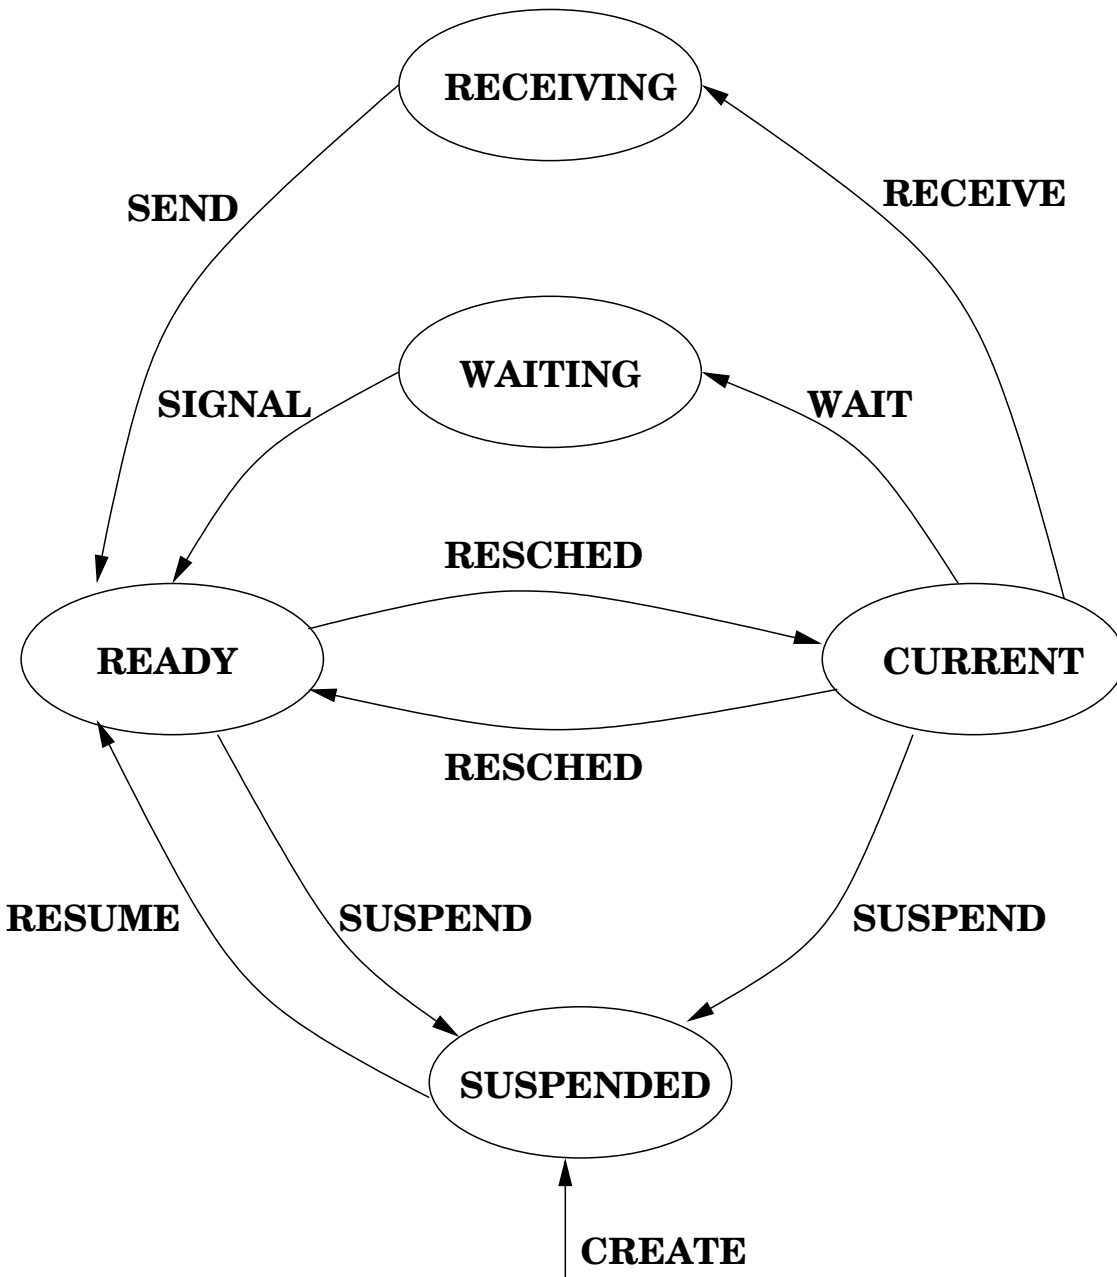 RECEIVING
RECEIVE
SEND
WAITING
SIGNAL
WAIT
RESCHED
READY
CURRENT
RESCHED
RESUME
SUSPEND
SUSPEND
SUSPENDED
CREATE